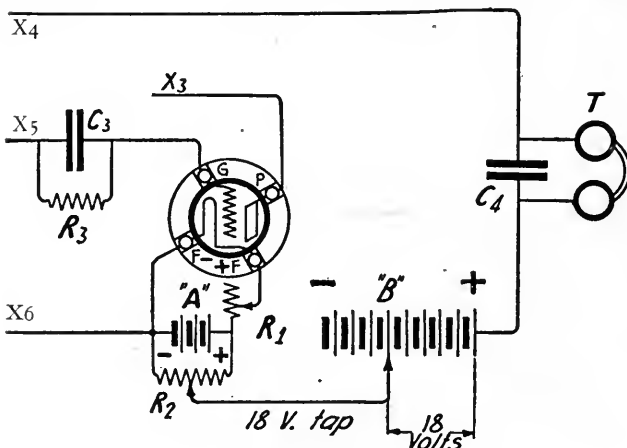 X4
X3
T
X5
C3
G
P
C4
R3
F- +F
"A"
- "B" +
X6
R1
- +
R2
18 V. tap
18
Volts